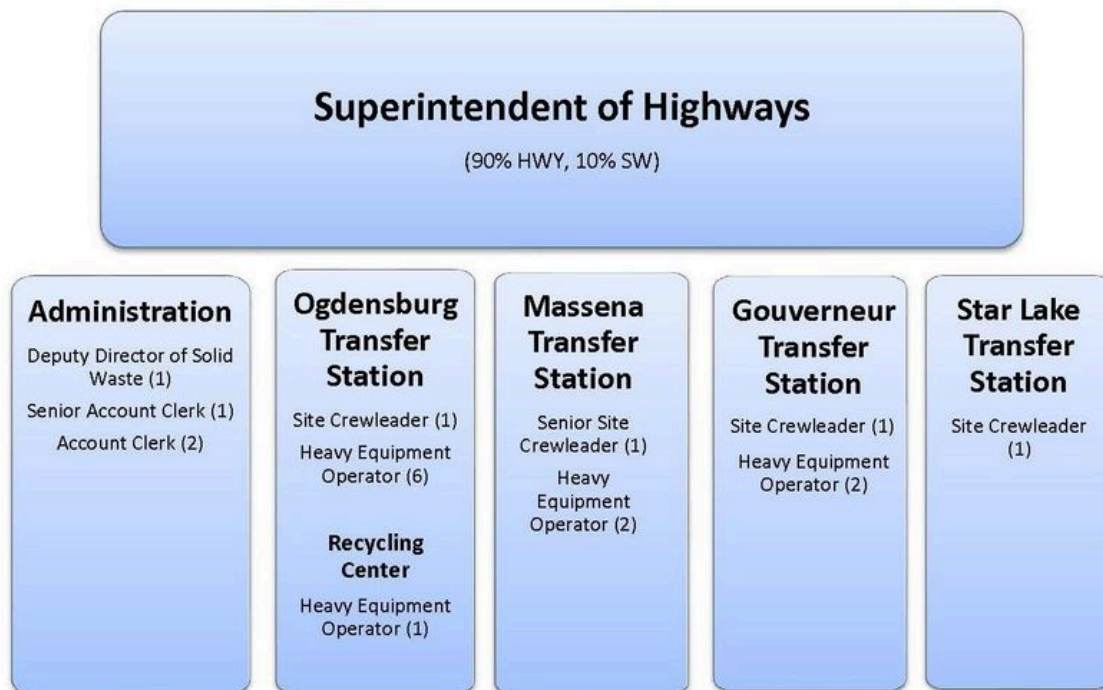 Superintendent of Highways
(90% HWY, 10% SW)
Administration
Deputy Director of Solid
Waste (1)
Senior Account Clerk (1)
Account Clerk (2)
Ogdensburg
Transfer
Station
Site Crewleader (1)
Heavy Equipment
Operator (6)
Recycling
Center
Heavy Equipment
Operator (1)
Massena
Transfer
Station
Senior Site
Crewleader (1)
Heavy
Equipment
Operator (2)
Gouverneur
Transfer
Station
Site Crewleader (1)
Heavy Equipment
Operator (2)
Star Lake
Transfer
Station
Site Crewleader
(1)